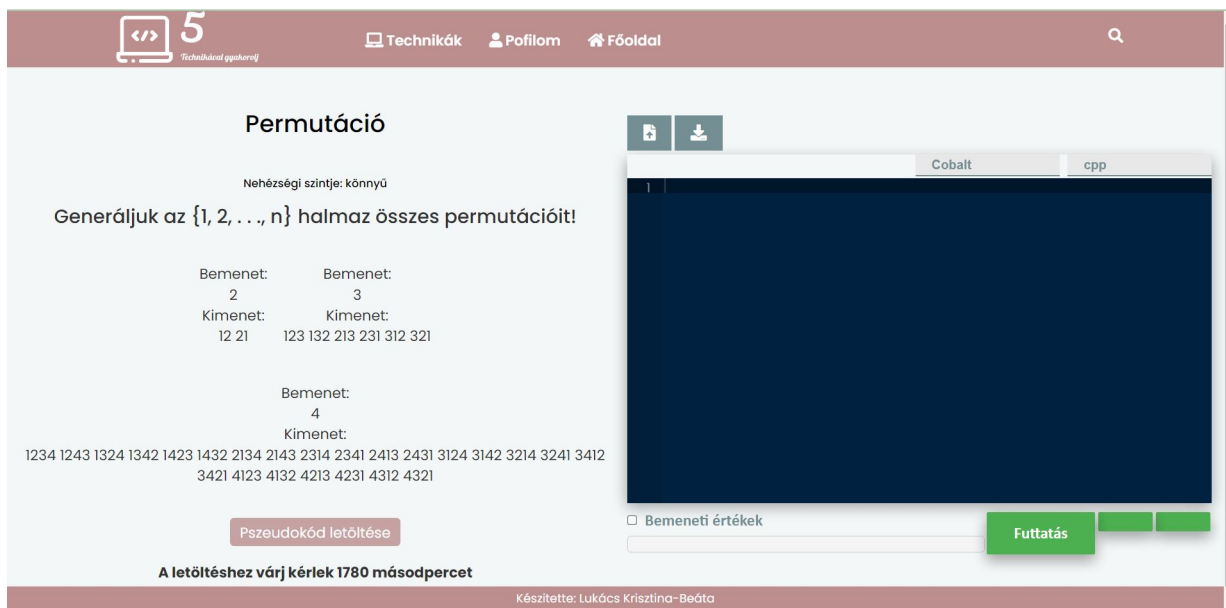 </> 5
Technikával gyakorolj
Technikák Pofilom Főoldal
Permutáció
Nehézségi szintje: könnyű
Generáljuk az {1, 2, . . ., n} halmaz összes permutációit!
Bemenet: Bemenet:
2 3
Kimenet: Kimenet:
12 21 123 132 213 231 312 321
Bemenet:
4
Kimenet:
1234 1243 1324 1342 1423 1432 2134 2143 2314 2341 2413 2431 3124 3142 3214 3241 3412
3421 4123 4132 4213 4231 4312 4321
Pszeudokód letöltése
A letöltéshez várj kérlek 1780 másodpercet
Cobalt cpp
1
Bemeneti értékek
Futtatás
Készitette: Lukács Krisztina-Beáta